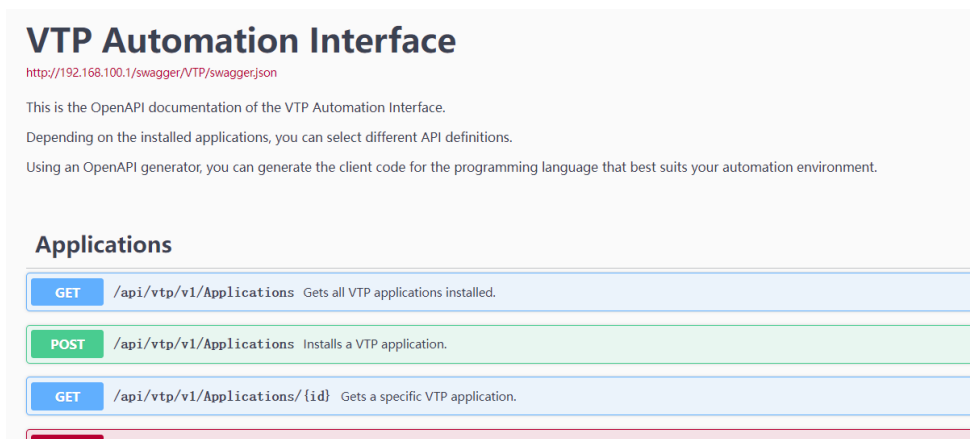 VTP Automation Interface
http://192.168.100.1/swagger/VTP/swagger.json
This is the OpenAPI documentation of the VTP Automation Interface.
Depending on the installed applications, you can select different API definitions.
Using an OpenAPI generator, you can generate the client code for the programming language that best suits your automation environment.
Applications
GET /api/vtp/v1/Applications Gets all VTP applications installed.
POST /api/vtp/v1/Applications Installs a VTP application.
GET /api/vtp/v1/Applications/{id} Gets a specific VTP application.